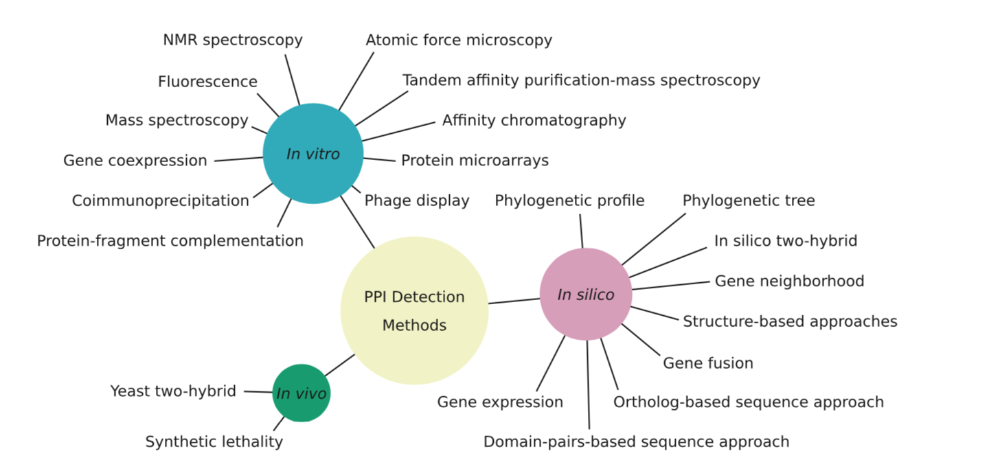 NMR spectroscopy
Atomic force microscopy
Fluorescence
Tandem affinity purification-mass spectroscopy
Mass spectroscopy
Affinity chromatography
In vitro
Gene coexpression
Protein microarrays
Coimmunoprecipitation
Phage display
Phylogenetic profile
Phylogenetic tree
Protein-fragment complementation
In silico two-hybrid
Gene neighborhood
PPI Detection
Methods
In silico
Structure-based approaches
Gene fusion
Yeast two-hybrid
In vivo
Gene expression
Ortholog-based sequence approach
Synthetic lethality
Domain-pairs-based sequence approach